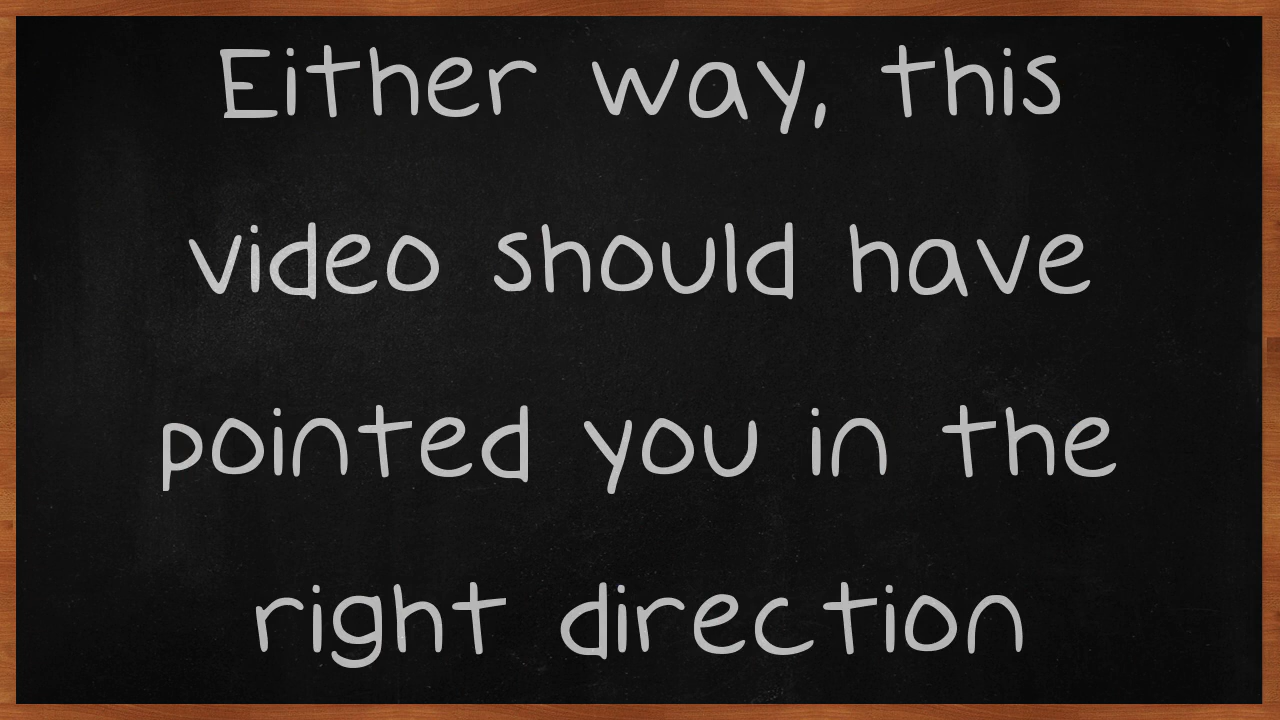 Either way, this
video should have
pointed you in the
right direction